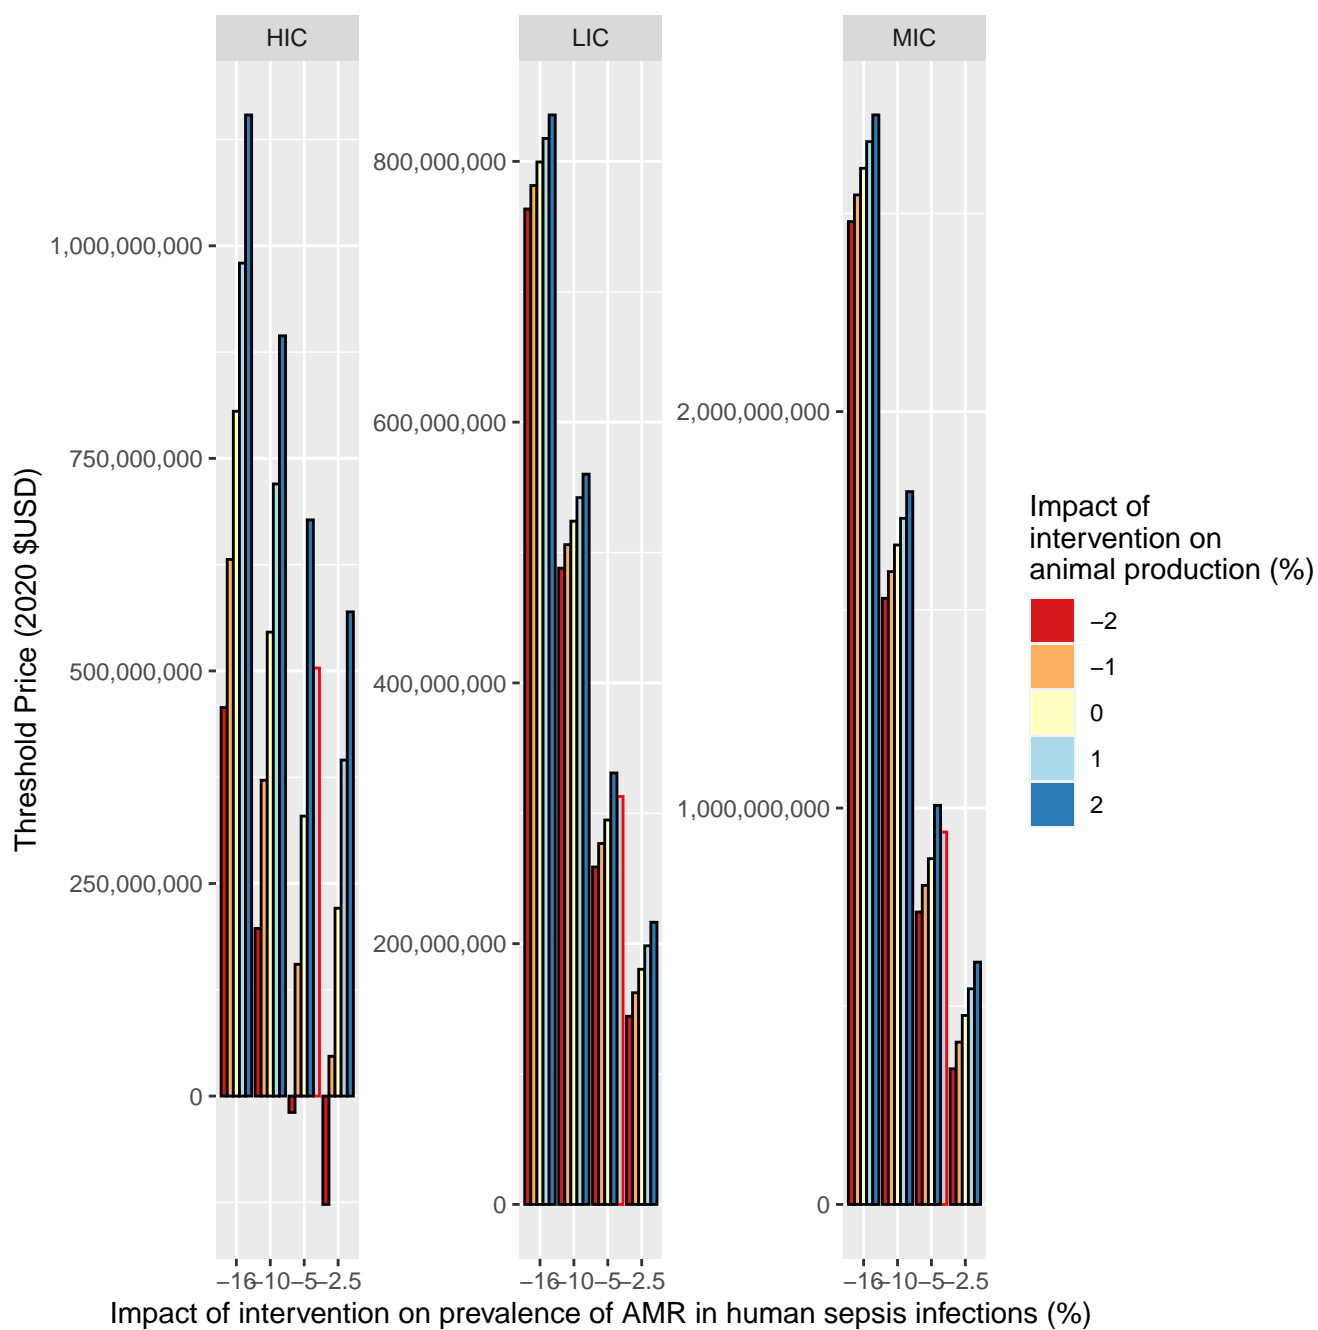 HIC
LIC
MIC
Threshold Price (2020 $USD)
1,000,000,000
750,000,000
500,000,000
250,000,000
0
800,000,000
600,000,000
400,000,000
200,000,000
0
2,000,000,000
1,000,000,000
0
−16 −10 −5 −2.5
−16 −10 −5 −2.5
−16 −10 −5 −2.5
Impact of intervention on prevalence of AMR in human sepsis infections (%)
Impact of
intervention on
animal production (%)
−2
−1
0
1
2